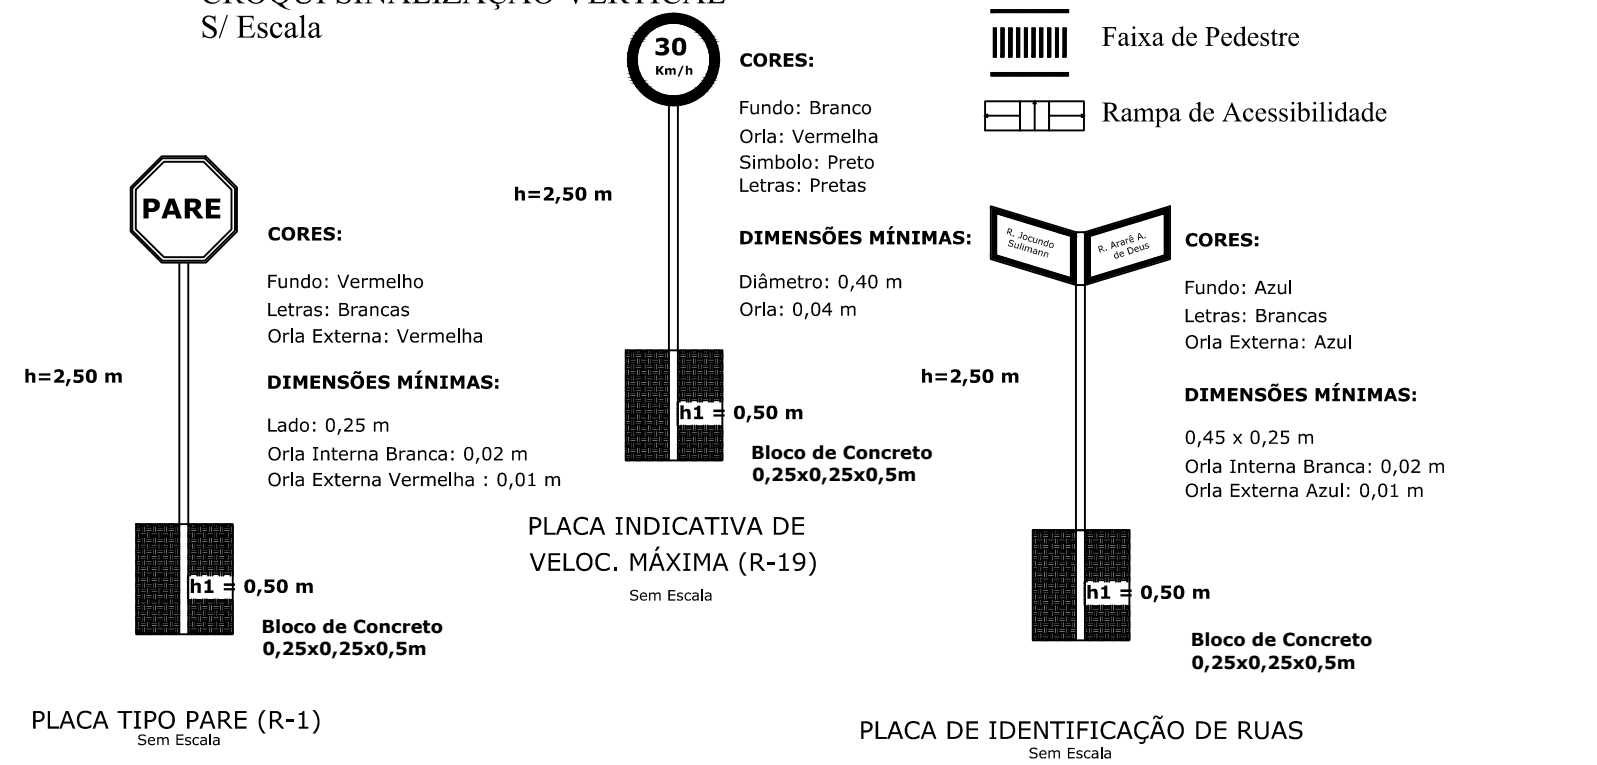 CROQUI SINALIZAÇÃO VERTICAL
S/ Escala
PARE
h=2,50 m
CORES:
Fundo: Vermelho
Letras: Brancas
Orla Externa: Vermelha
DIMENSÕES MÍNIMAS:
Lado: 0,25 m
Orla Interna Branca: 0,02 m
Orla Externa Vermelha : 0,01 m
h1 = 0,50 m
Bloco de Concreto
0,25x0,25x0,5m
PLACA TIPO PARE (R-1)
Sem Escala
30
Km/h
h=2,50 m
CORES:
Fundo: Branco
Orla: Vermelha
Simbolo: Preto
Letras: Pretas
DIMENSÕES MÍNIMAS:
Diâmetro: 0,40 m
Orla: 0,04 m
h1 = 0,50 m
Bloco de Concreto
0,25x0,25x0,5m
PLACA INDICATIVA DE
VELOC. MÁXIMA (R-19)
Sem Escala
Faixa de Pedestre
Rampa de Acessibilidade
R. Jocundo
Sulimann
R. Ararê A.
de Deus
h=2,50 m
CORES:
Fundo: Azul
Letras: Brancas
Orla Externa: Azul
DIMENSÕES MÍNIMAS:
0,45 x 0,25 m
Orla Interna Branca: 0,02 m
Orla Externa Azul: 0,01 m
h1 = 0,50 m
Bloco de Concreto
0,25x0,25x0,5m
PLACA DE IDENTIFICAÇÃO DE RUAS
Sem Escala